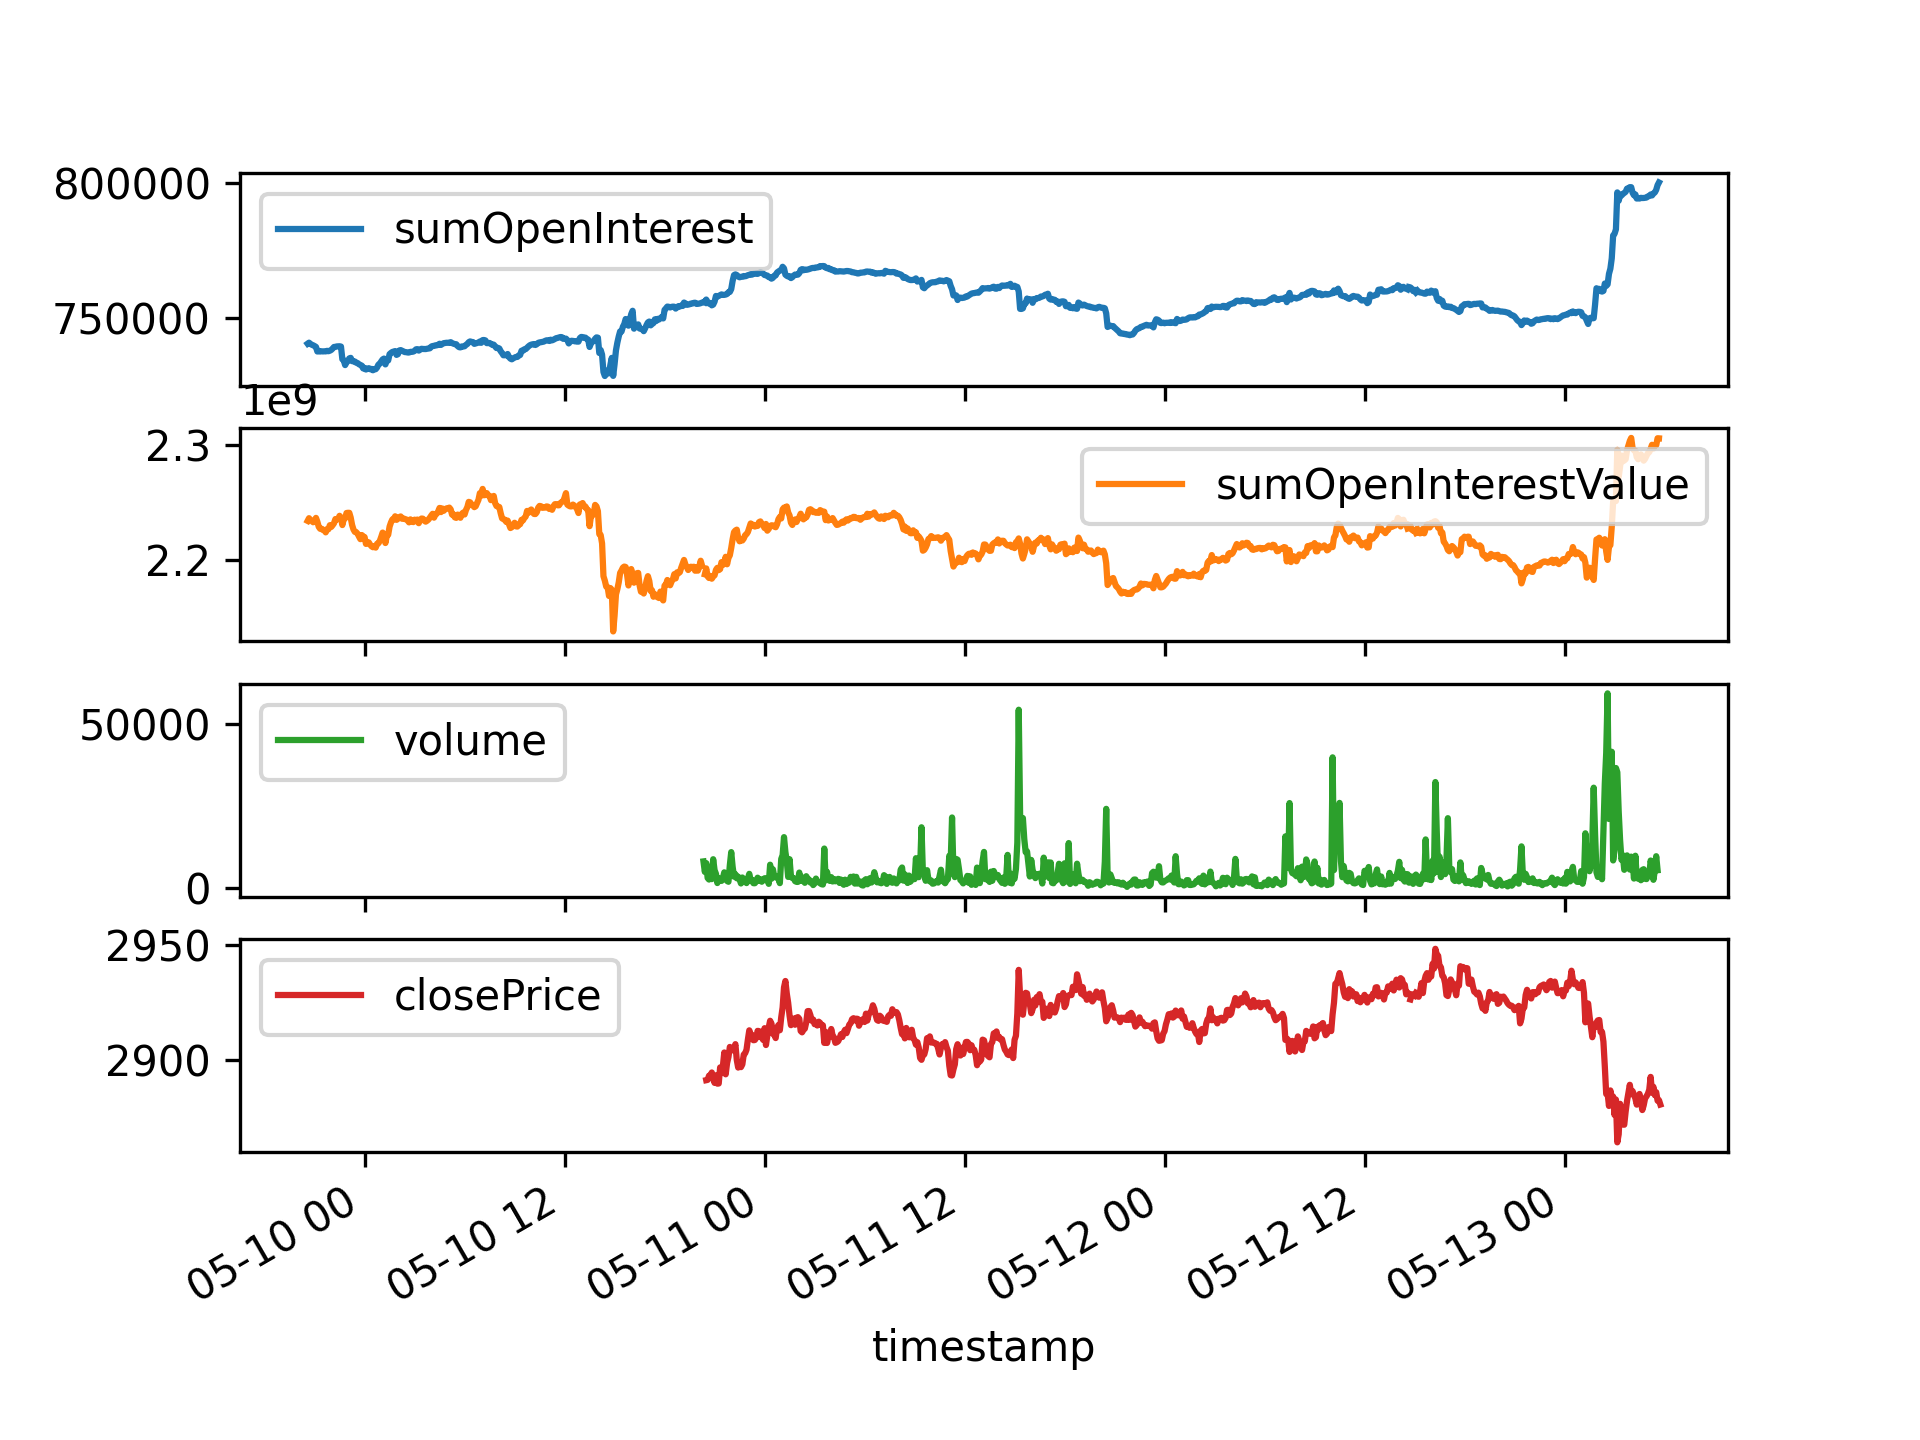 800000
sumOpenInterest
750000
1e9
2.3
sumOpenInterestValue
2.2
50000
volume
0
2950
closePrice
2900
05-10 00
05-10 12
05-11 00
05-11 12
05-12 00
05-12 12
05-13 00
timestamp